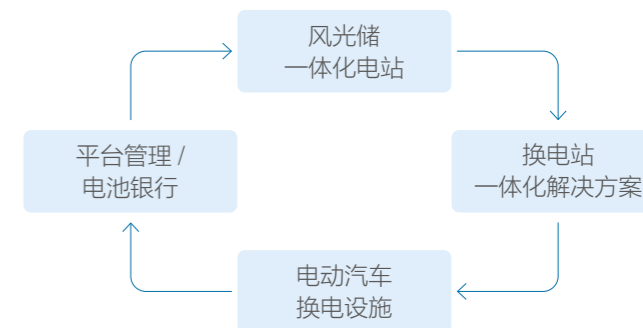 风光储
一体化电站
平台管理 /
电池银行
换电站
一体化解决方案
电动汽车
换电设施